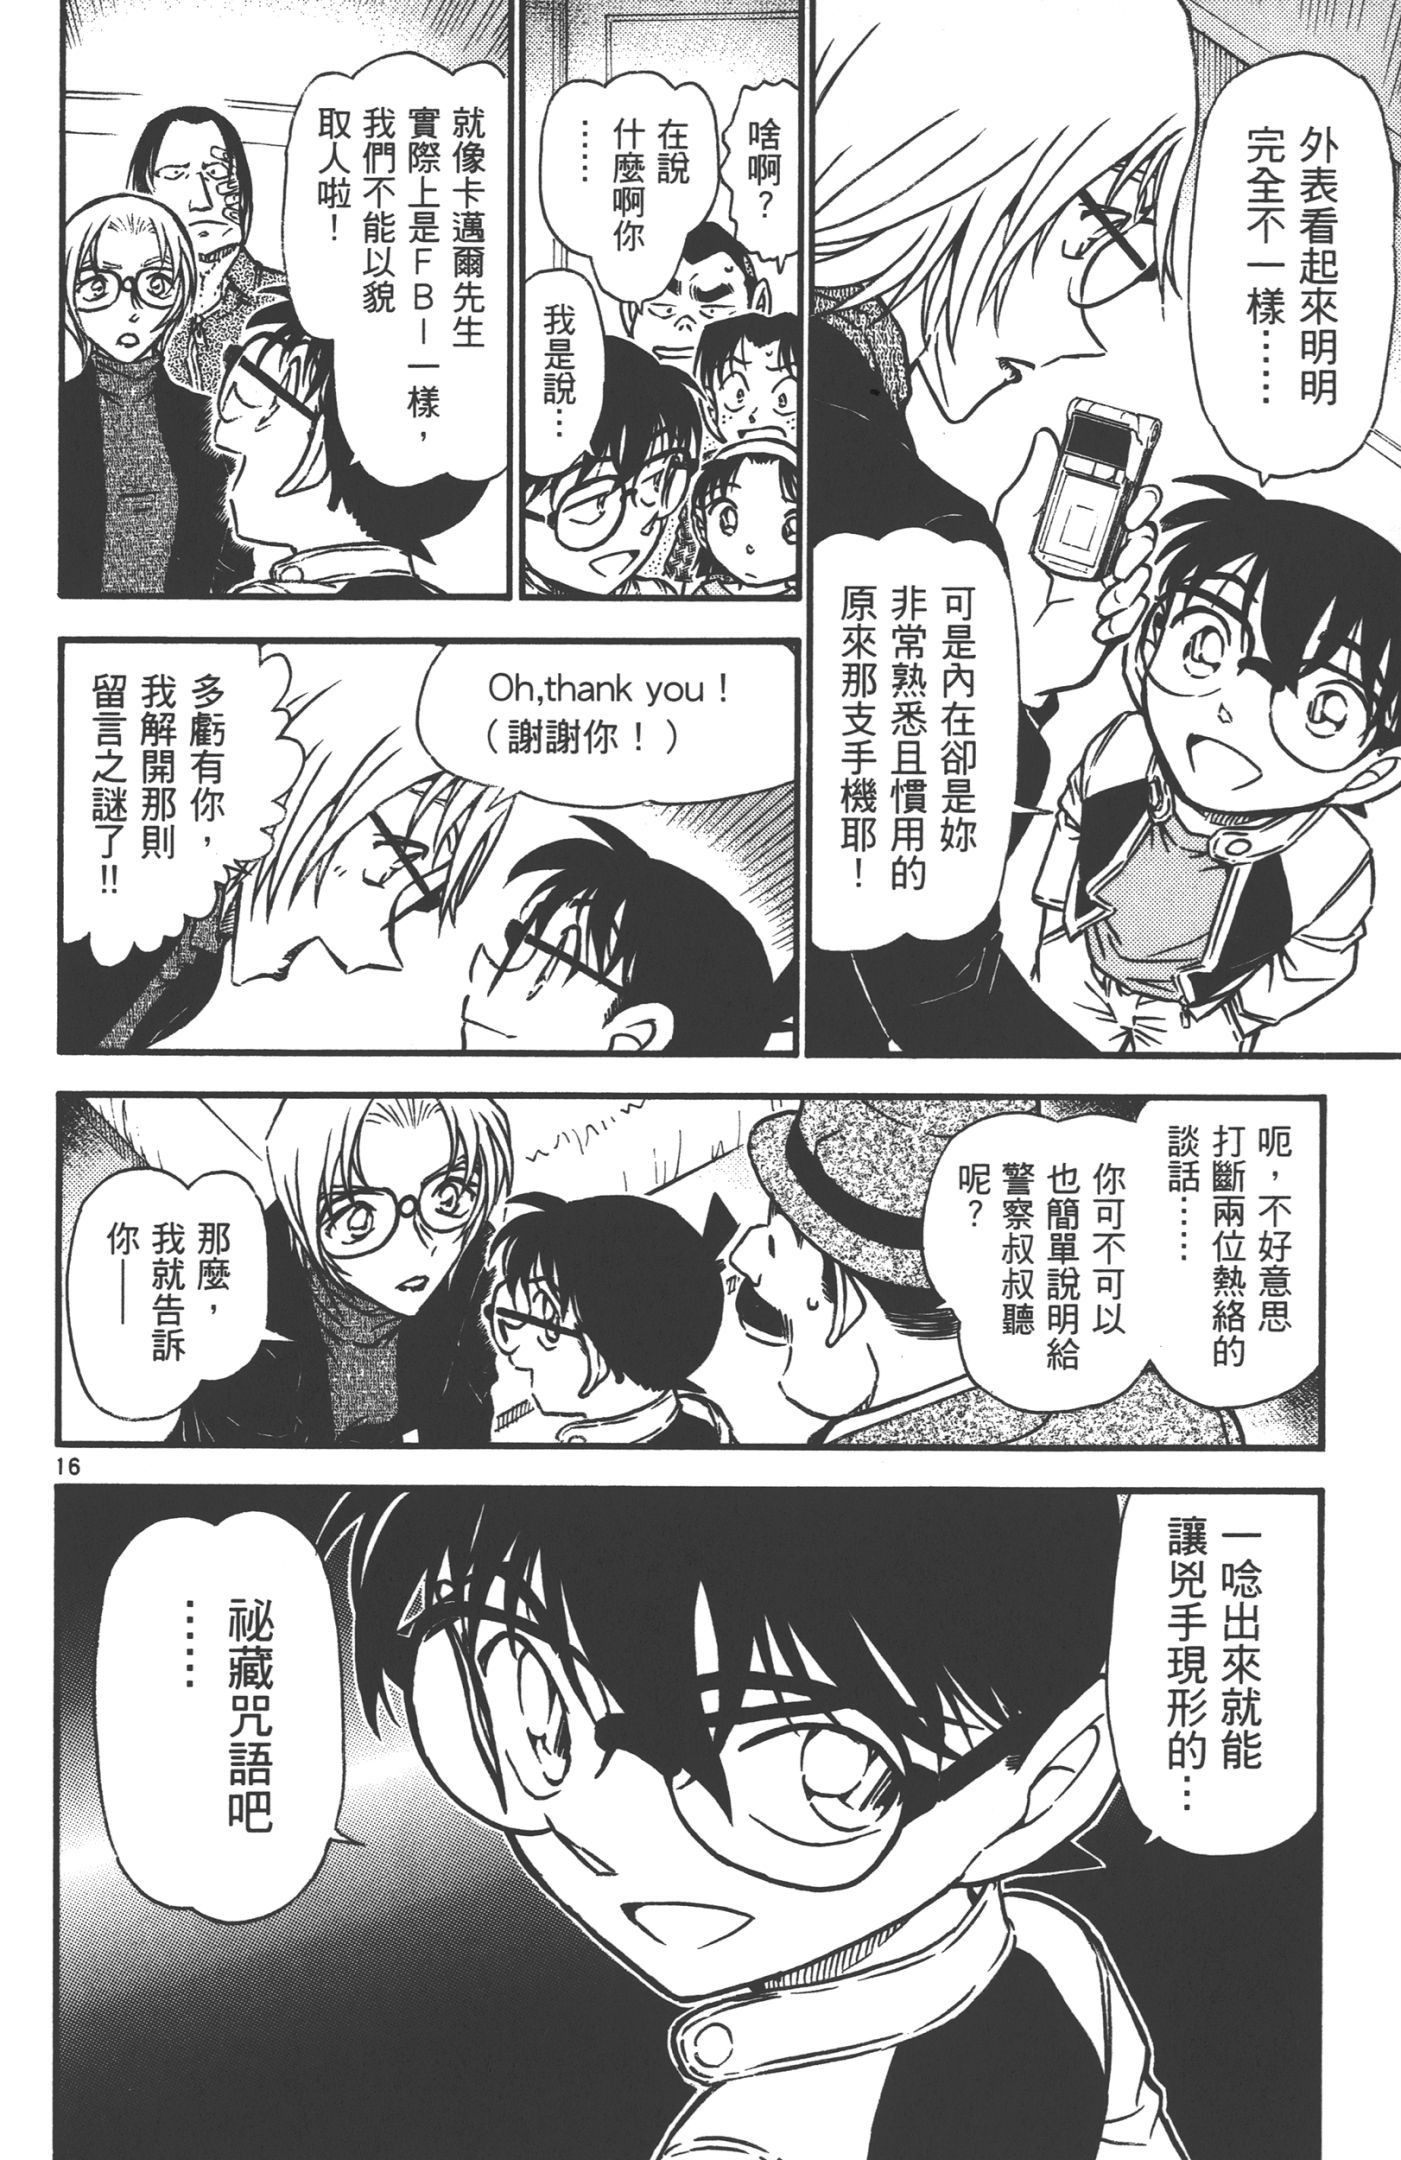 外表看起來明明
完全不一樣……
可是內在卻是妳
非常熟悉且慣用的
原來那支手機耶！
啥啊？
在說
什麼啊你
……
我是說…
就像卡邁爾先生
實際上是FBI一樣，
我們不能以貌
取人啦！
Oh,thank you！
（謝謝你！）
多虧有你，
我解開那則
留言之謎了!!
呃，不好意思
打斷兩位熱絡的
談話……
你可不可以
也簡單說明給
警察叔叔聽
呢？
那麼，
我就告訴
你——
16
一唸出來就能
讓兇手現形的…
祕藏咒語吧
……